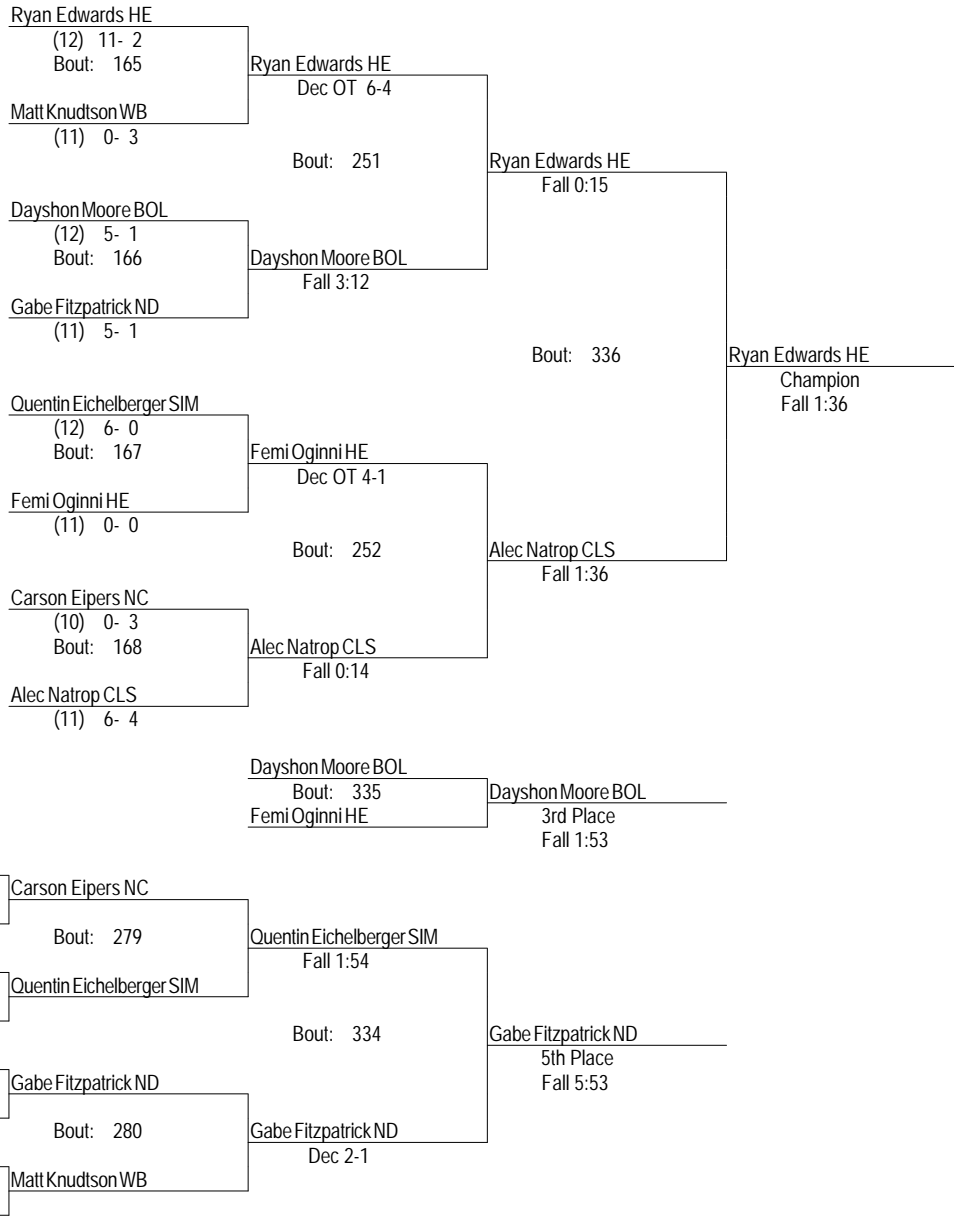 Ryan Edwards HE
(12) 11- 2
Bout: 165
Ryan Edwards HE
Dec OT 6-4
Matt Knudtson WB
(11) 0- 3
Bout: 251
Ryan Edwards HE
Fall 0:15
Dayshon Moore BOL
(12) 5- 1
Bout: 166
Dayshon Moore BOL
Fall 3:12
Gabe Fitzpatrick ND
(11) 5- 1
Bout: 336
Ryan Edwards HE
Champion
Fall 1:36
Quentin Eichelberger SIM
(12) 6- 0
Bout: 167
Femi Oginni HE
Dec OT 4-1
Femi Oginni HE
(11) 0- 0
Bout: 252
Alec Natrop CLS
Fall 1:36
Carson Eipers NC
(10) 0- 3
Bout: 168
Alec Natrop CLS
Fall 0:14
Alec Natrop CLS
(11) 6- 4
Dayshon Moore BOL
Bout: 335
Femi Oginni HE
Dayshon Moore BOL
3rd Place
Fall 1:53
Carson Eipers NC
Bout: 279
Quentin Eichelberger SIM
Fall 1:54
Quentin Eichelberger SIM
Bout: 334
Gabe Fitzpatrick ND
5th Place
Fall 5:53
Gabe Fitzpatrick ND
Bout: 280
Gabe Fitzpatrick ND
Dec 2-1
Matt Knudtson WB